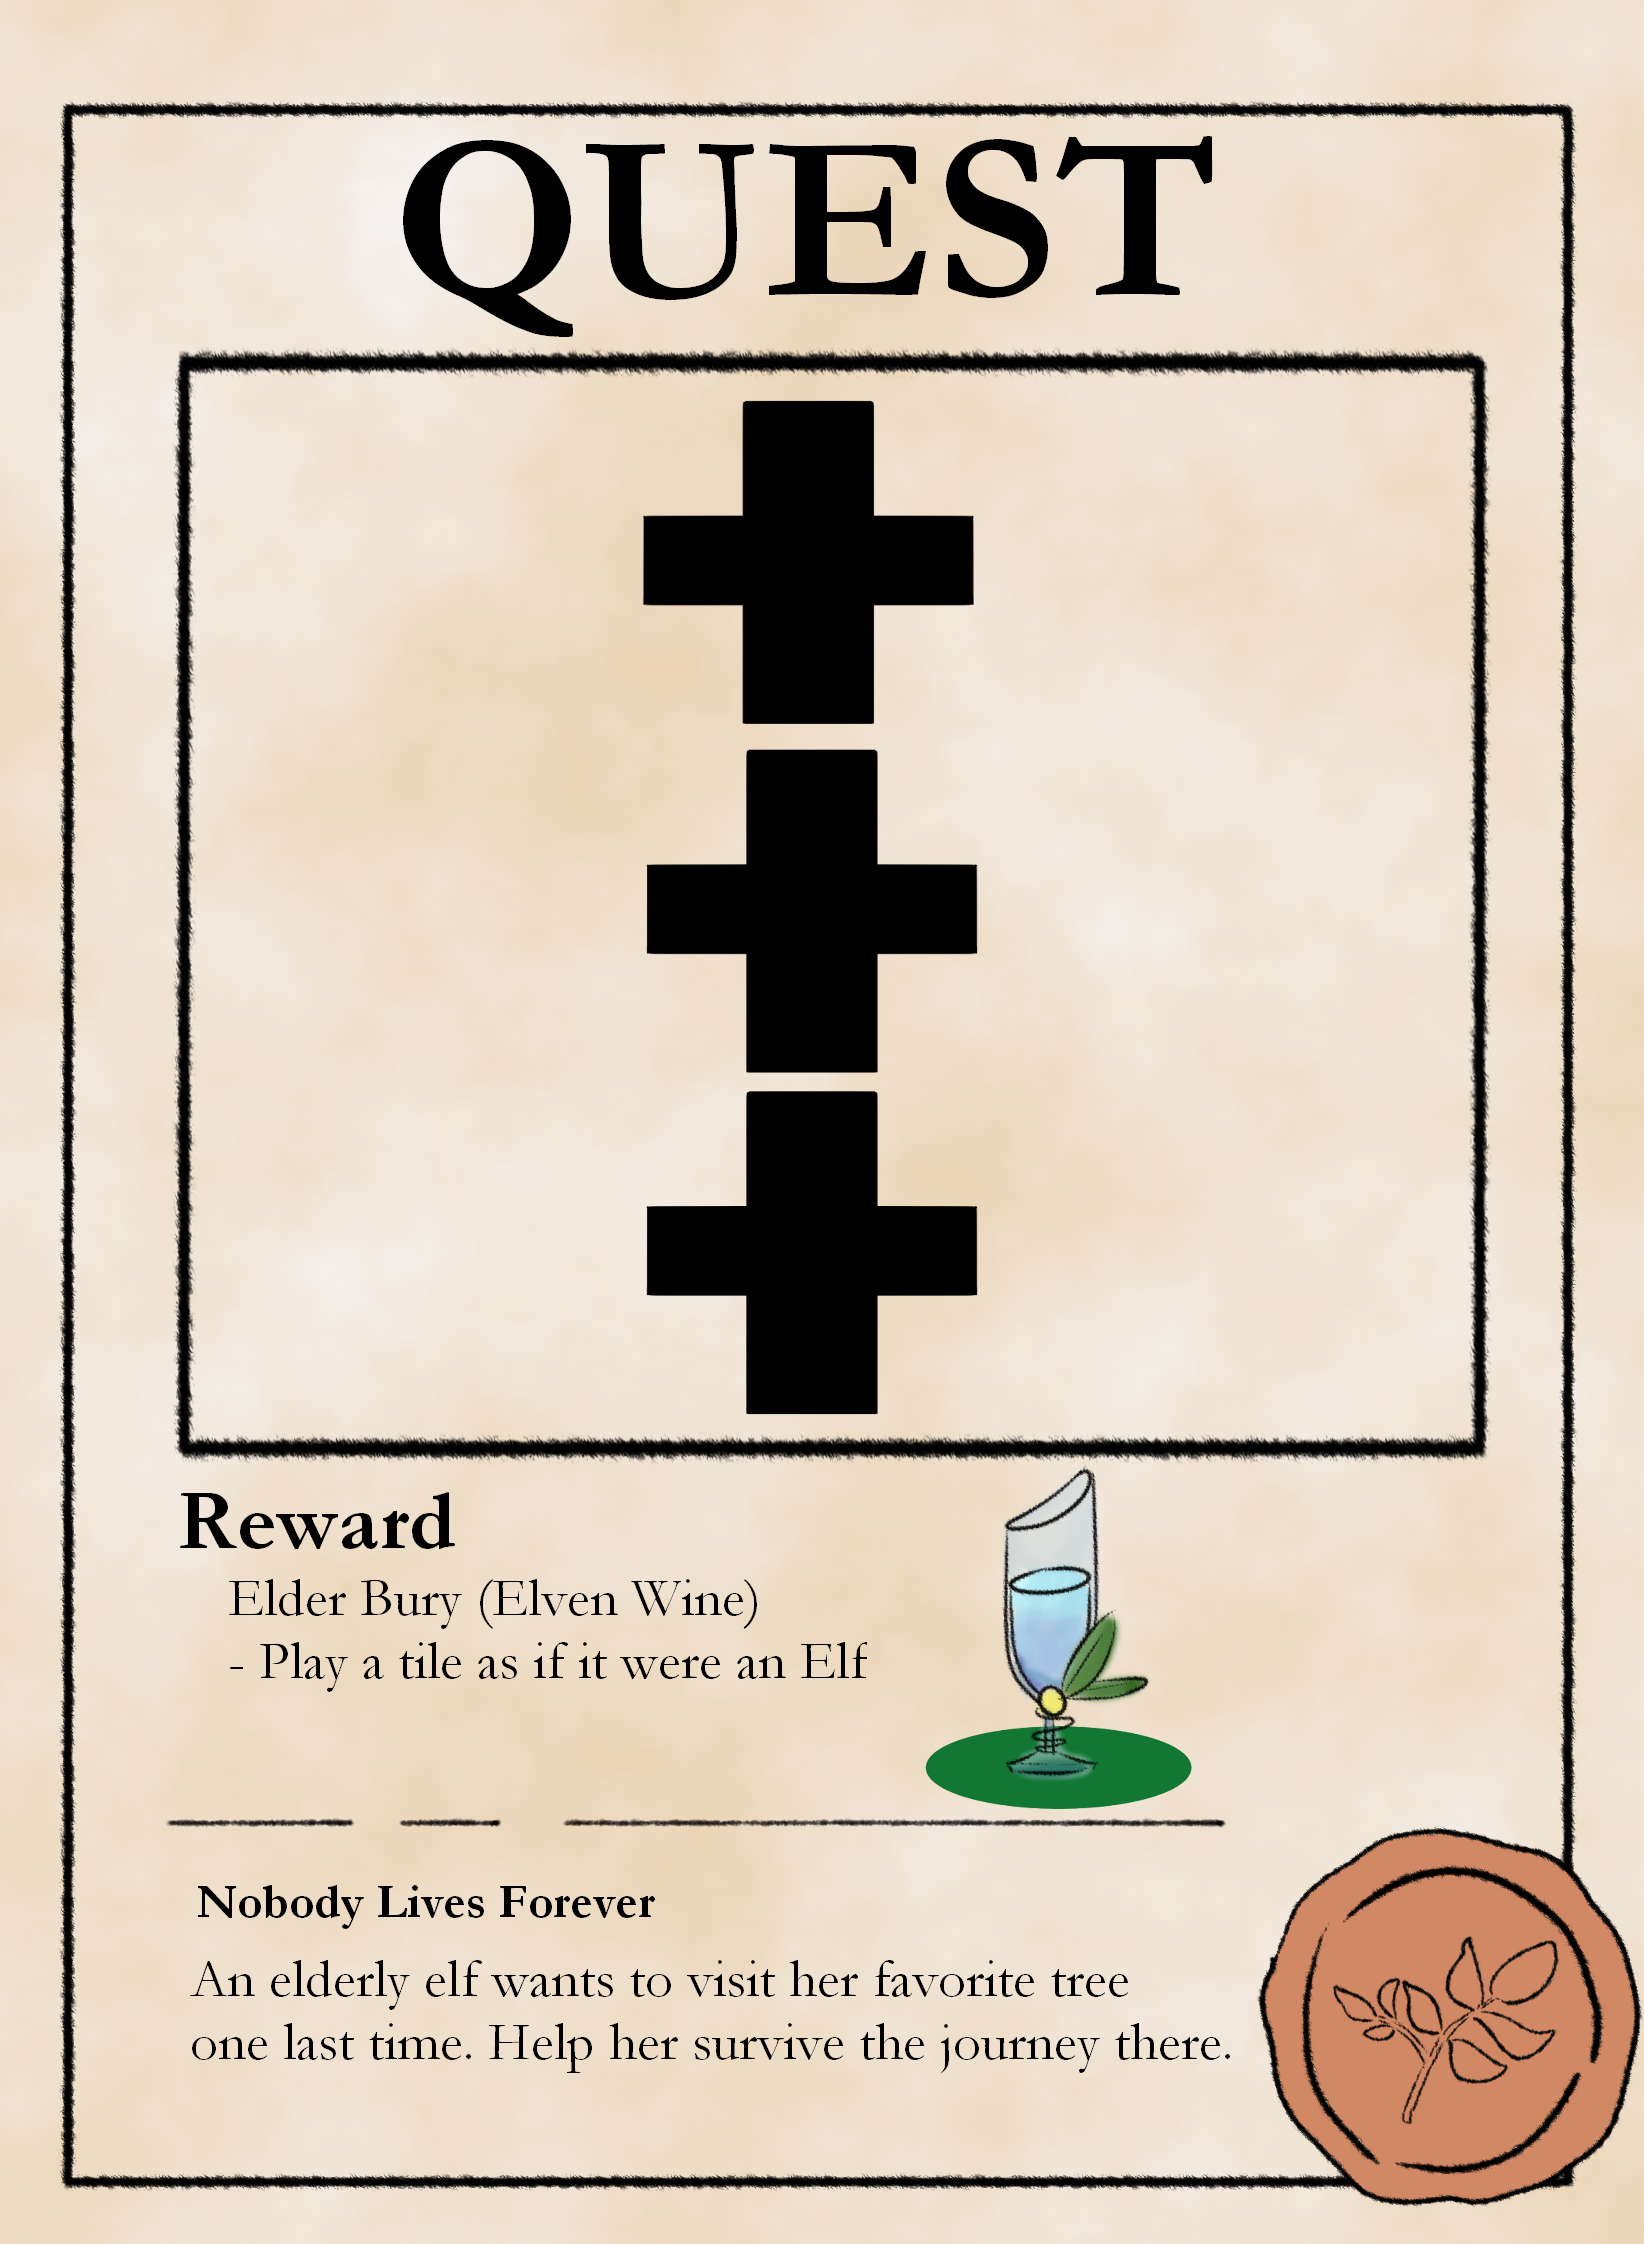 QUEST
Reward
Elder Bury (Elven Wine)
- Play a tile as if it were an Elf
Nobody Lives Forever
An elderly elf wants to visit her favorite tree
one last time. Help her survive the journey there.